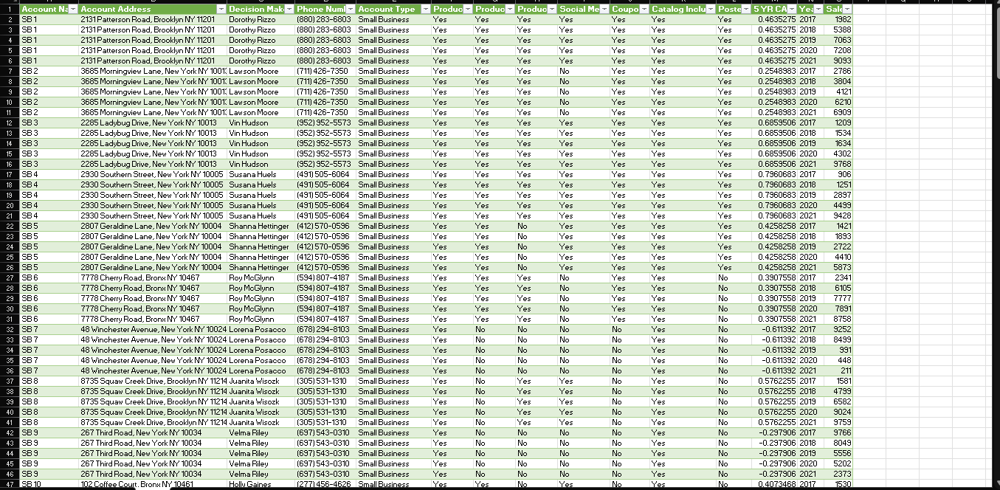 1 Account Na Account Address Decision Mak Phone Numl Account Type Produc Produc Produc Social Me Coupo Catalog Inclu Poste 5 YR CA Yea Sale
2 SB 1 2131 Patterson Road, Brooklyn NY 11201 Dorothy Rizzo (880) 283-6803 Small Business Yes Yes Yes Yes Yes Yes Yes 0.4635275 2017 1982
3 SB 1 2131 Patterson Road, Brooklyn NY 11201 Dorothy Rizzo (880) 283-6803 Small Business Yes Yes Yes Yes Yes Yes Yes 0.4635275 2018 5388
4 SB 1 2131 Patterson Road, Brooklyn NY 11201 Dorothy Rizzo (880) 283-6803 Small Business Yes Yes Yes Yes Yes Yes Yes 0.4635275 2019 7063
5 SB 1 2131 Patterson Road, Brooklyn NY 11201 Dorothy Rizzo (880) 283-6803 Small Business Yes Yes Yes Yes Yes Yes Yes 0.4635275 2020 7208
6 SB 1 2131 Patterson Road, Brooklyn NY 11201 Dorothy Rizzo (880) 283-6803 Small Business Yes Yes Yes Yes Yes Yes Yes 0.4635275 2021 9093
7 SB 2 3685 Morningview Lane, New York NY 10013 Lawson Moore (711) 426-7350 Small Business Yes Yes Yes No Yes Yes Yes 0.2548983 2017 2786
8 SB 2 3685 Morningview Lane, New York NY 10013 Lawson Moore (711) 426-7350 Small Business Yes Yes Yes No Yes Yes Yes 0.2548983 2018 3804
9 SB 2 3685 Morningview Lane, New York NY 10013 Lawson Moore (711) 426-7350 Small Business Yes Yes Yes No Yes Yes Yes 0.2548983 2019 4121
10 SB 2 3685 Morningview Lane, New York NY 10013 Lawson Moore (711) 426-7350 Small Business Yes Yes Yes No Yes Yes Yes 0.2548983 2020 6210
11 SB 2 3685 Morningview Lane, New York NY 10013 Lawson Moore (711) 426-7350 Small Business Yes Yes Yes No Yes Yes Yes 0.2548983 2021 6909
12 SB 3 2285 Ladybug Drive, New York NY 10013 Vin Hudson (952) 952-5573 Small Business Yes Yes Yes Yes Yes Yes Yes 0.6859506 2017 1209
13 SB 3 2285 Ladybug Drive, New York NY 10013 Vin Hudson (952) 952-5573 Small Business Yes Yes Yes Yes Yes Yes Yes 0.6859506 2018 1534
14 SB 3 2285 Ladybug Drive, New York NY 10013 Vin Hudson (952) 952-5573 Small Business Yes Yes Yes Yes Yes Yes Yes 0.6859506 2019 1634
15 SB 3 2285 Ladybug Drive, New York NY 10013 Vin Hudson (952) 952-5573 Small Business Yes Yes Yes Yes Yes Yes Yes 0.6859506 2020 4302
16 SB 3 2285 Ladybug Drive, New York NY 10013 Vin Hudson (952) 952-5573 Small Business Yes Yes Yes Yes Yes Yes Yes 0.6859506 2021 9768
17 SB 4 2930 Southern Street, New York NY 10005 Susana Huels (491) 505-6064 Small Business Yes Yes Yes Yes Yes Yes Yes 0.7960683 2017 906
18 SB 4 2930 Southern Street, New York NY 10005 Susana Huels (491) 505-6064 Small Business Yes Yes Yes Yes Yes Yes Yes 0.7960683 2018 1251
19 SB 4 2930 Southern Street, New York NY 10005 Susana Huels (491) 505-6064 Small Business Yes Yes Yes Yes Yes Yes Yes 0.7960683 2019 2897
20 SB 4 2930 Southern Street, New York NY 10005 Susana Huels (491) 505-6064 Small Business Yes Yes Yes Yes Yes Yes Yes 0.7960683 2020 4499
21 SB 4 2930 Southern Street, New York NY 10005 Susana Huels (491) 505-6064 Small Business Yes Yes Yes Yes Yes Yes Yes 0.7960683 2021 9428
22 SB 5 2807 Geraldine Lane, New York NY 10004 Shanna Hettinger (412) 570-0596 Small Business Yes Yes No Yes Yes Yes Yes 0.4258258 2017 1421
23 SB 5 2807 Geraldine Lane, New York NY 10004 Shanna Hettinger (412) 570-0596 Small Business Yes Yes No Yes Yes Yes Yes 0.4258258 2018 1893
24 SB 5 2807 Geraldine Lane, New York NY 10004 Shanna Hettinger (412) 570-0596 Small Business Yes Yes No Yes Yes Yes Yes 0.4258258 2019 2722
25 SB 5 2807 Geraldine Lane, New York NY 10004 Shanna Hettinger (412) 570-0596 Small Business Yes Yes No Yes Yes Yes Yes 0.4258258 2020 4410
26 SB 5 2807 Geraldine Lane, New York NY 10004 Shanna Hettinger (412) 570-0596 Small Business Yes Yes No Yes Yes Yes Yes 0.4258258 2021 5873
27 SB 6 7778 Cherry Road, Bronx NY 10467 Roy McGlynn (594) 807-4187 Small Business Yes Yes Yes No Yes Yes No 0.3907558 2017 2341
28 SB 6 7778 Cherry Road, Bronx NY 10467 Roy McGlynn (594) 807-4187 Small Business Yes Yes Yes No Yes Yes No 0.3907558 2018 6105
29 SB 6 7778 Cherry Road, Bronx NY 10467 Roy McGlynn (594) 807-4187 Small Business Yes Yes Yes No Yes Yes No 0.3907558 2019 7777
30 SB 6 7778 Cherry Road, Bronx NY 10467 Roy McGlynn (594) 807-4187 Small Business Yes Yes Yes No Yes Yes No 0.3907558 2020 7891
31 SB 6 7778 Cherry Road, Bronx NY 10467 Roy McGlynn (594) 807-4187 Small Business Yes Yes Yes No Yes Yes No 0.3907558 2021 8758
32 SB 7 48 Winchester Avenue, New York NY 10024 Lorena Posacco (678) 294-8103 Small Business Yes No No No No Yes No -0.611392 2017 9252
33 SB 7 48 Winchester Avenue, New York NY 10024 Lorena Posacco (678) 294-8103 Small Business Yes No No No No Yes No -0.611392 2018 8499
34 SB 7 48 Winchester Avenue, New York NY 10024 Lorena Posacco (678) 294-8103 Small Business Yes No No No No Yes No -0.611392 2019 991
35 SB 7 48 Winchester Avenue, New York NY 10024 Lorena Posacco (678) 294-8103 Small Business Yes No No No No Yes No -0.611392 2020 448
36 SB 7 48 Winchester Avenue, New York NY 10024 Lorena Posacco (678) 294-8103 Small Business Yes No No No No Yes No -0.611392 2021 211
37 SB 8 8735 Squaw Creek Drive, Brooklyn NY 11214 Juanita Wisozk (305) 531-1310 Small Business Yes No Yes Yes No Yes No 0.5762255 2017 1581
38 SB 8 8735 Squaw Creek Drive, Brooklyn NY 11214 Juanita Wisozk (305) 531-1310 Small Business Yes No Yes Yes No Yes No 0.5762255 2018 4799
39 SB 8 8735 Squaw Creek Drive, Brooklyn NY 11214 Juanita Wisozk (305) 531-1310 Small Business Yes No Yes Yes No Yes No 0.5762255 2019 6582
40 SB 8 8735 Squaw Creek Drive, Brooklyn NY 11214 Juanita Wisozk (305) 531-1310 Small Business Yes No Yes Yes No Yes No 0.5762255 2020 9024
41 SB 8 8735 Squaw Creek Drive, Brooklyn NY 11214 Juanita Wisozk (305) 531-1310 Small Business Yes No Yes Yes No Yes No 0.5762255 2021 9759
42 SB 9 267 Third Road, New York NY 10034 Velma Riley (697) 543-0310 Small Business Yes No No No No Yes No -0.297906 2017 9766
43 SB 9 267 Third Road, New York NY 10034 Velma Riley (697) 543-0310 Small Business Yes No No No No Yes No -0.297906 2018 8049
44 SB 9 267 Third Road, New York NY 10034 Velma Riley (697) 543-0310 Small Business Yes No No No No Yes No -0.297906 2019 5556
45 SB 9 267 Third Road, New York NY 10034 Velma Riley (697) 543-0310 Small Business Yes No No No No Yes No -0.297906 2020 5202
46 SB 9 267 Third Road, New York NY 10034 Velma Riley (697) 543-0310 Small Business Yes No No No No Yes No -0.297906 2021 2373
47 SB 10 102 Coffee Court, Bronx NY 10461 Holly Gaines (277) 456-4626 Small Business Yes Yes No Yes No Yes No 0.4073468 2017 1530